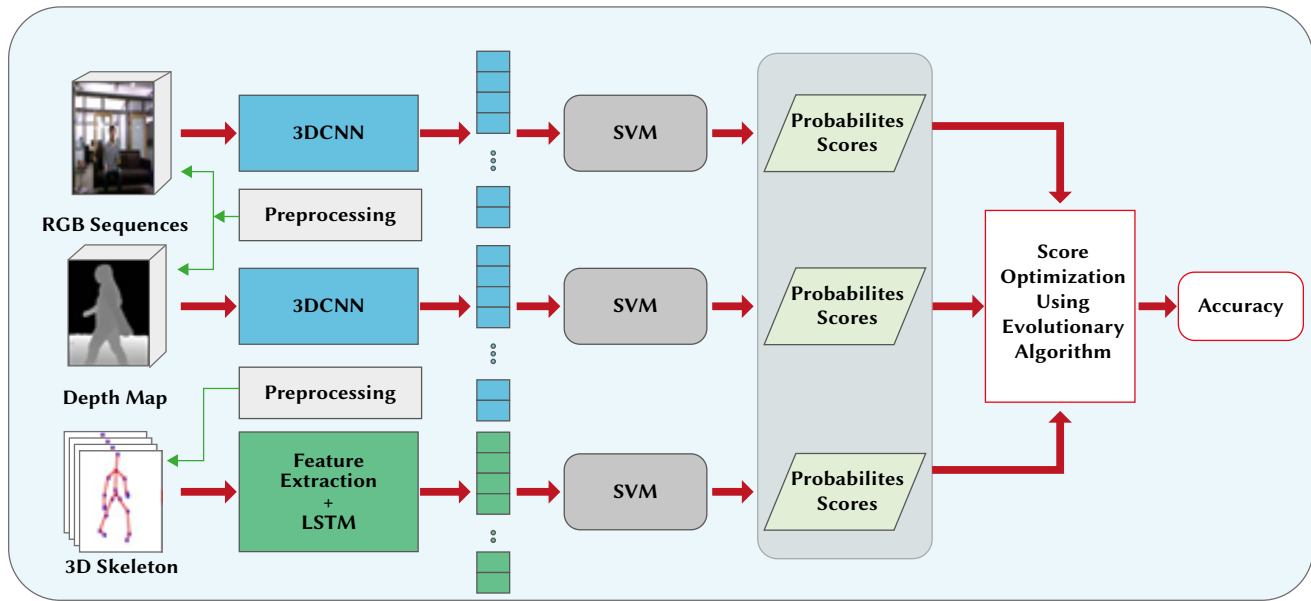 3DCNN
SVM
Probabilites
Scores
RGB Sequences
Preprocessing
3DCNN
SVM
Probabilites
Scores
Score
Optimization
Using
Evolutionary
Algorithm
Accuracy
Depth Map
Preprocessing
Feature
Extraction
+
LSTM
SVM
Probabilites
Scores
3D Skeleton